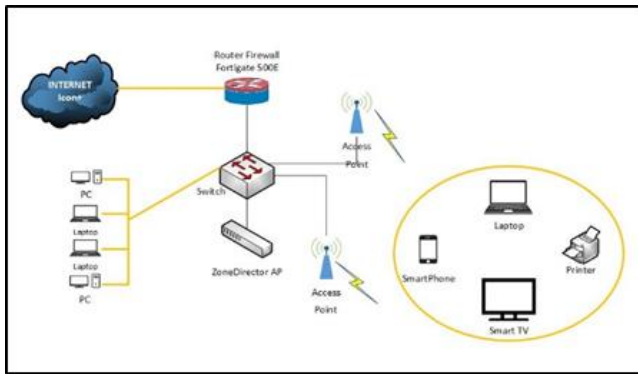 Router Firewall
Fortigate 500E
INTERNET
Icon+
Access
Point
Switch
PC
Laptop
Laptop
PC
ZoneDirector AP
Access
Point
Laptop
SmartPhone
Printer
Smart TV